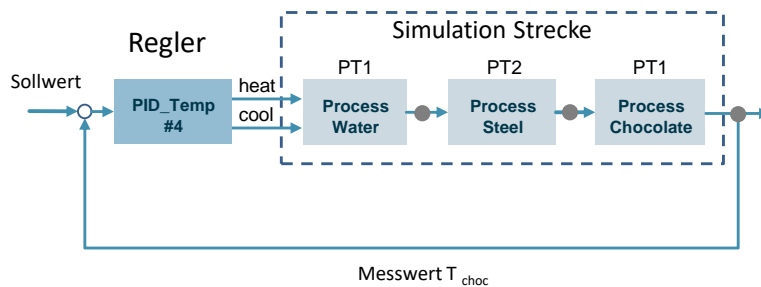 Regler
Simulation Strecke
Sollwert
PID_Temp
#4
heat
cool
PT1
Process
Water
PT2
Process
Steel
PT1
Process
Chocolate
Messwert T choc